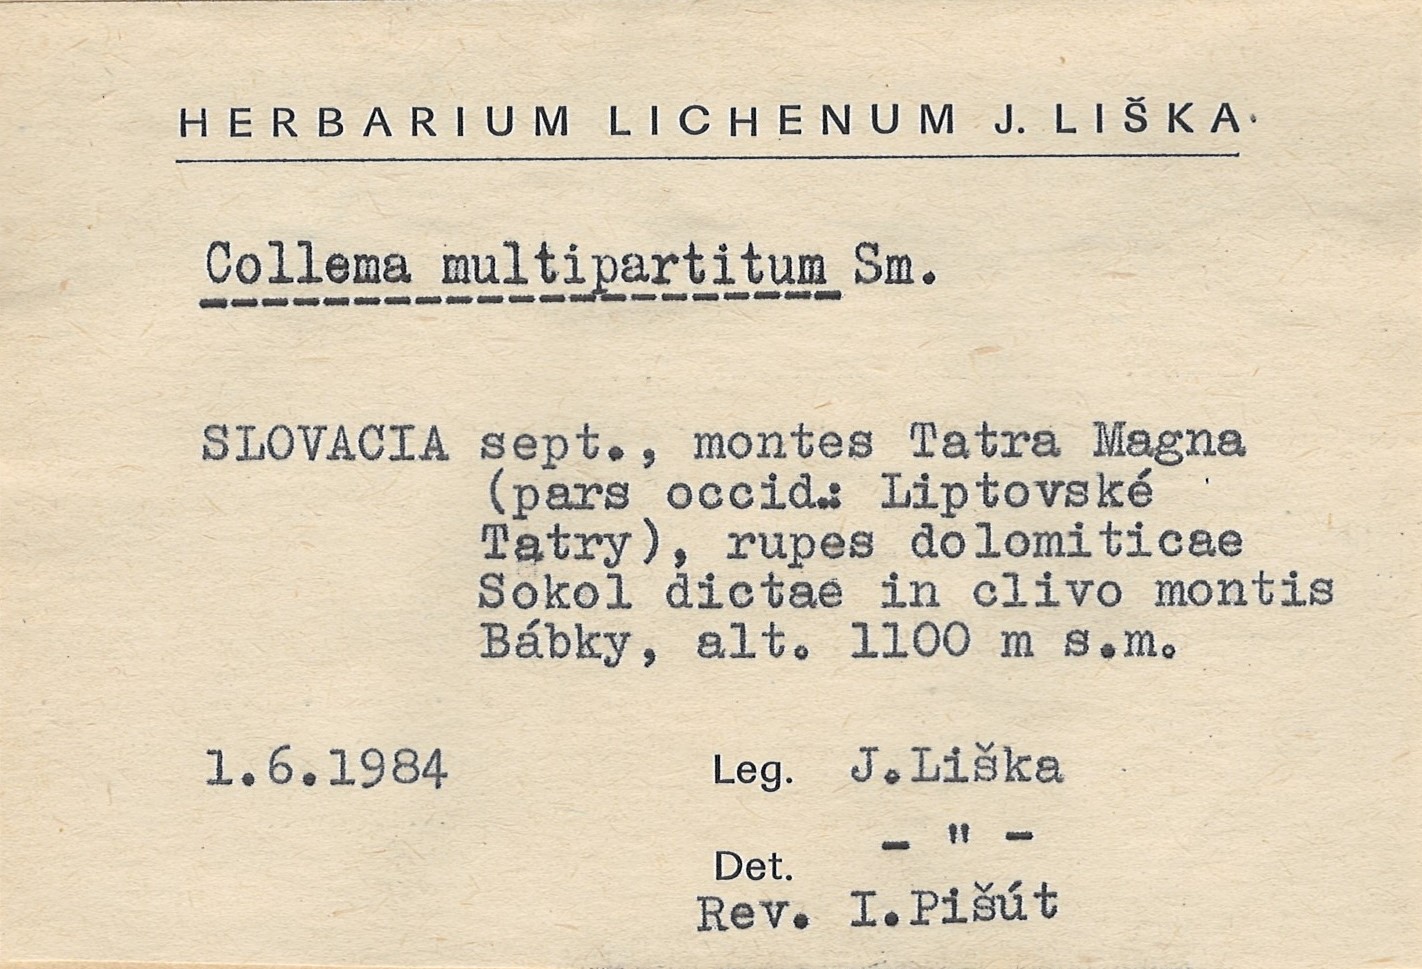 HERBARIUM LICHENUM J. LIŠKA
Collema multipartitum Sm.
SLOVACIA sept., montes Tatra Magna
(pars occid.: Liptovské
Tatry), rupes dolomiticae
Sokol dictae in clivo montis
Bábky, alt. 1100 m s.m.
1.6.1984 Leg. J.Liška
Det. - " -
Rev. I.Pišút